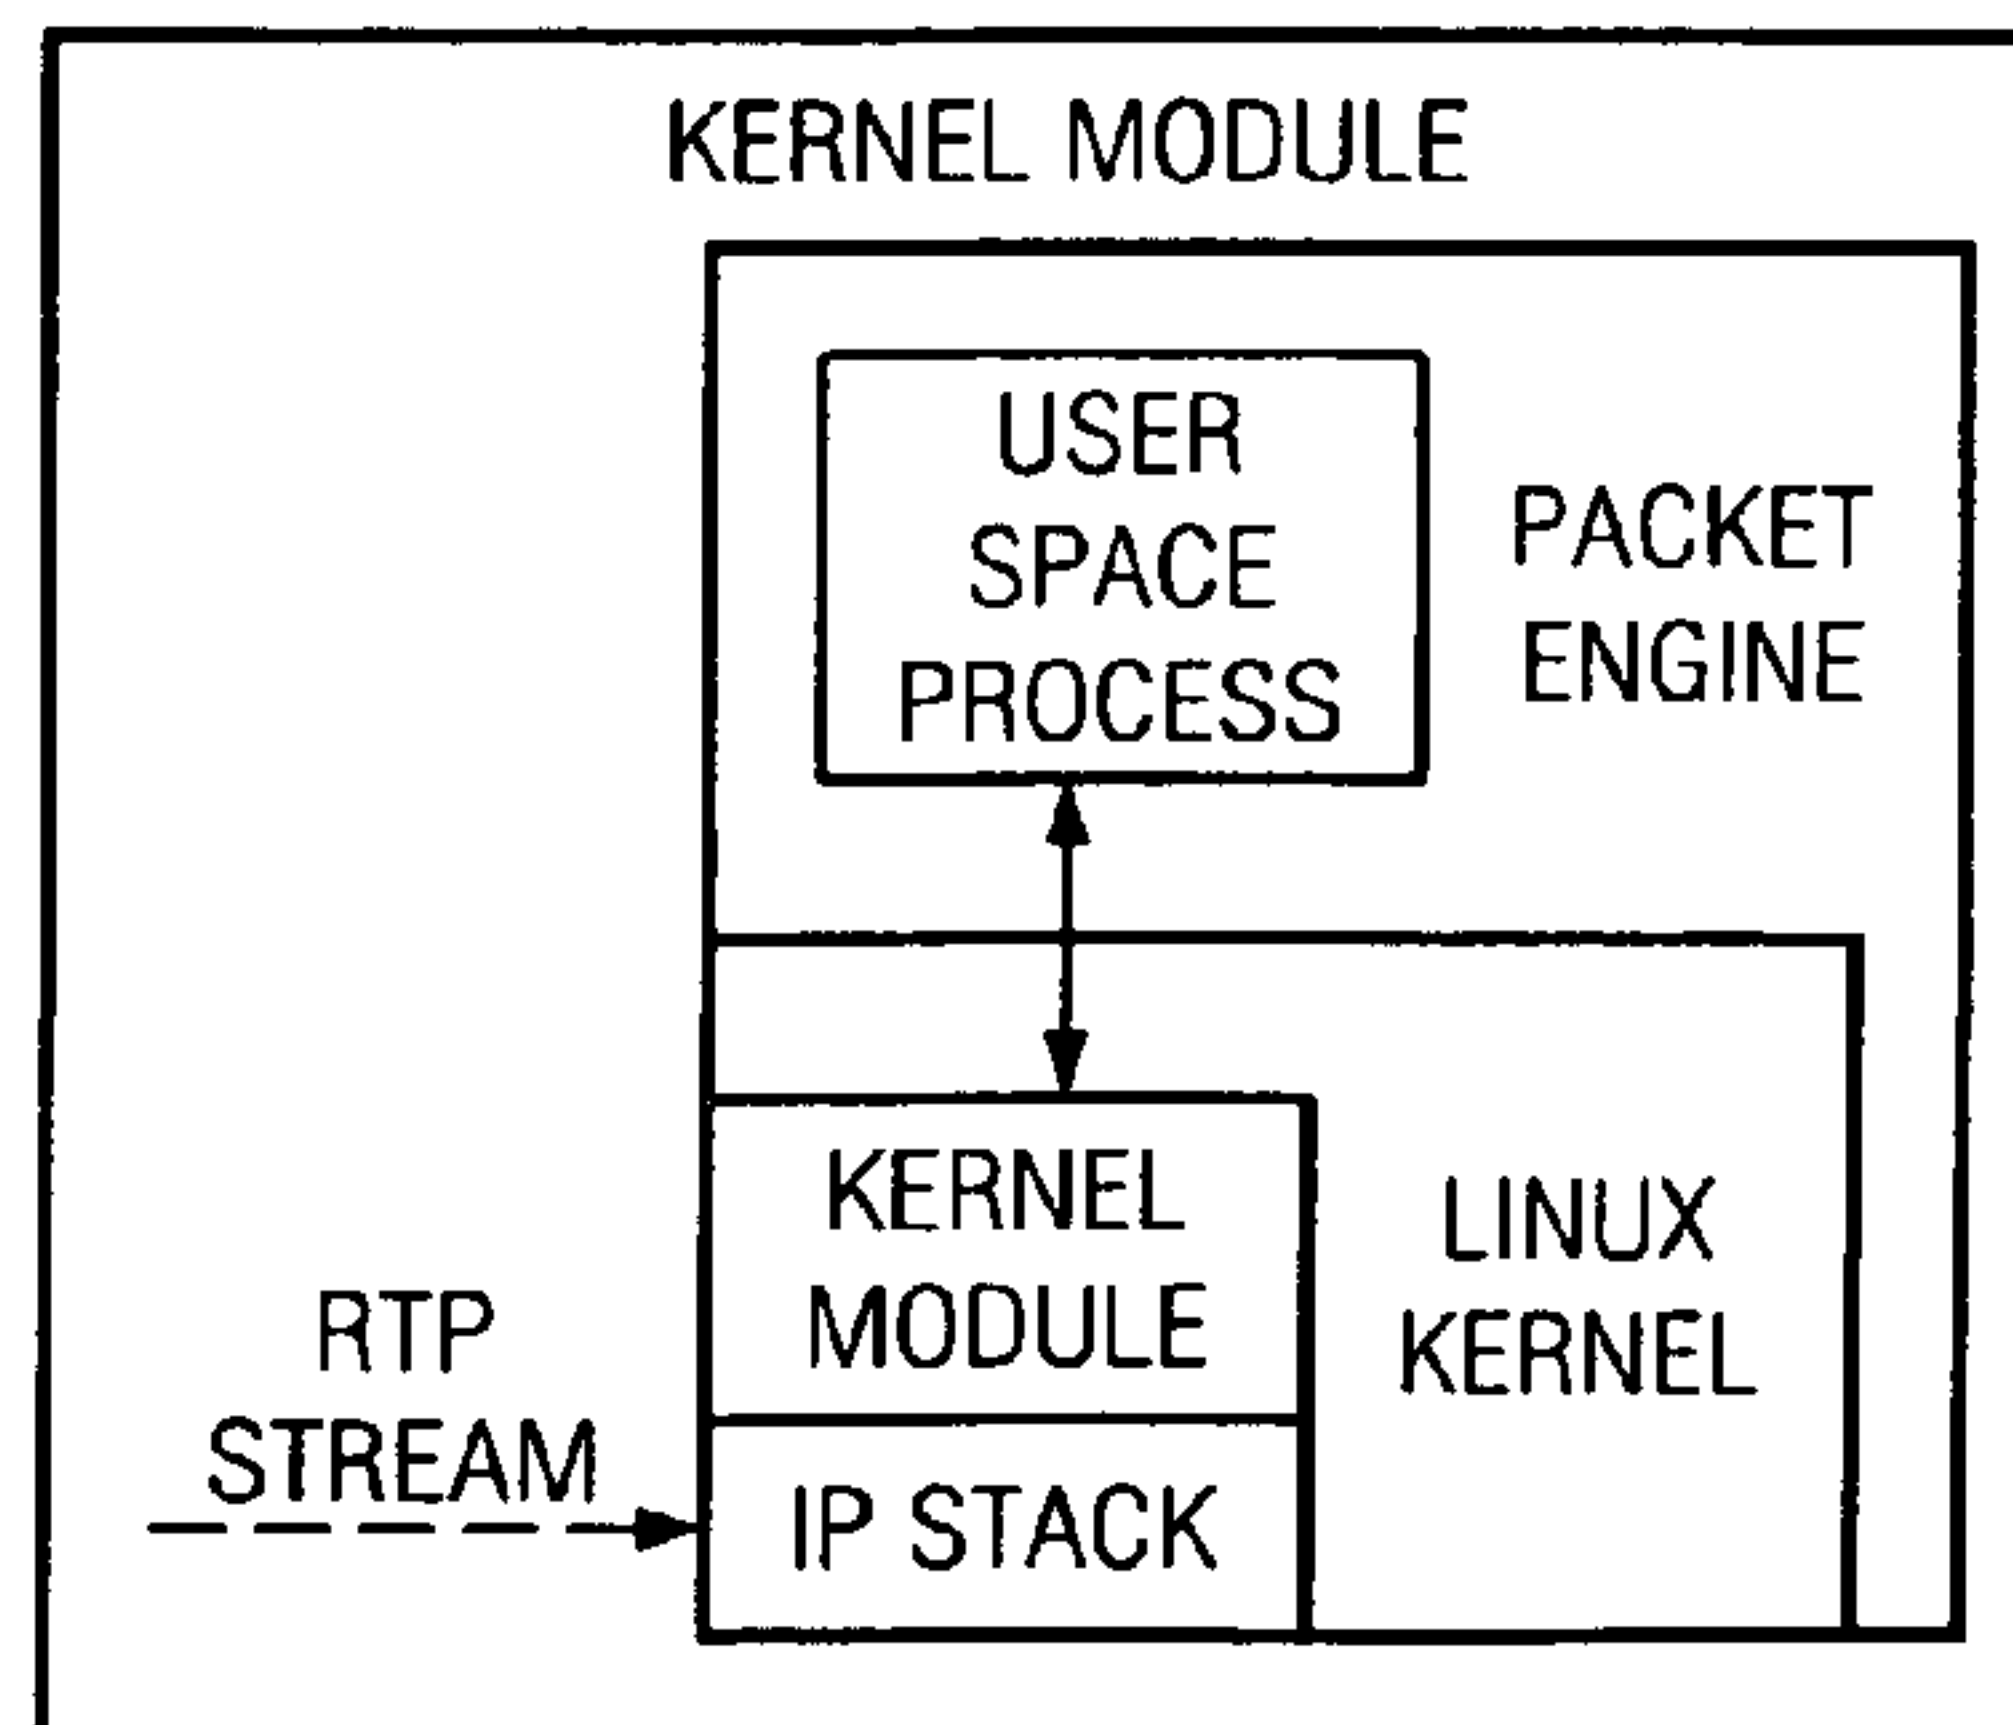 KERNEL MODULE
USER
SPACE
PROCESS
PACKET
ENGINE
KERNEL
MODULE
LINUX
KERNEL
RTP
STREAM
IP STACK